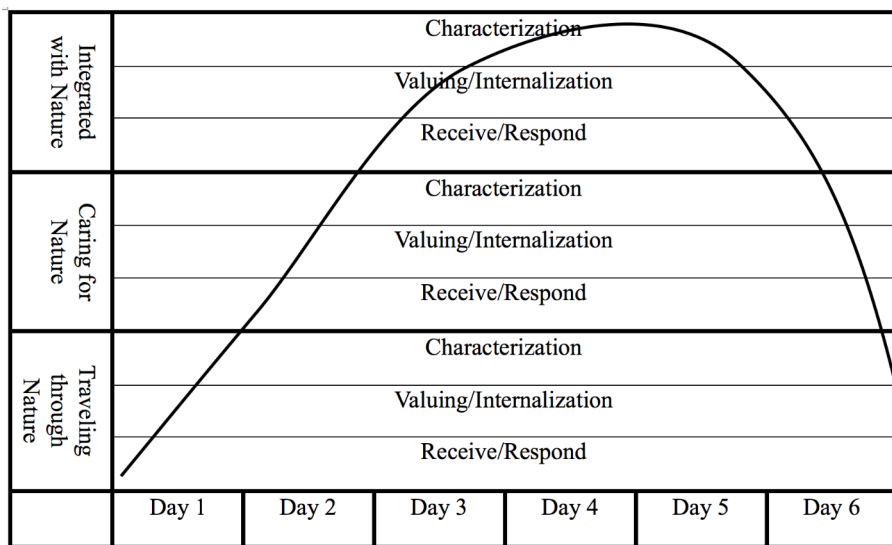 Integrated
with Nature
Characterization
Valuing/Internalization
Receive/Respond
Caring for
Nature
Characterization
Valuing/Internalization
Receive/Respond
Traveling
through
Nature
Characterization
Valuing/Internalization
Receive/Respond
Day 1
Day 2
Day 3
Day 4
Day 5
Day 6